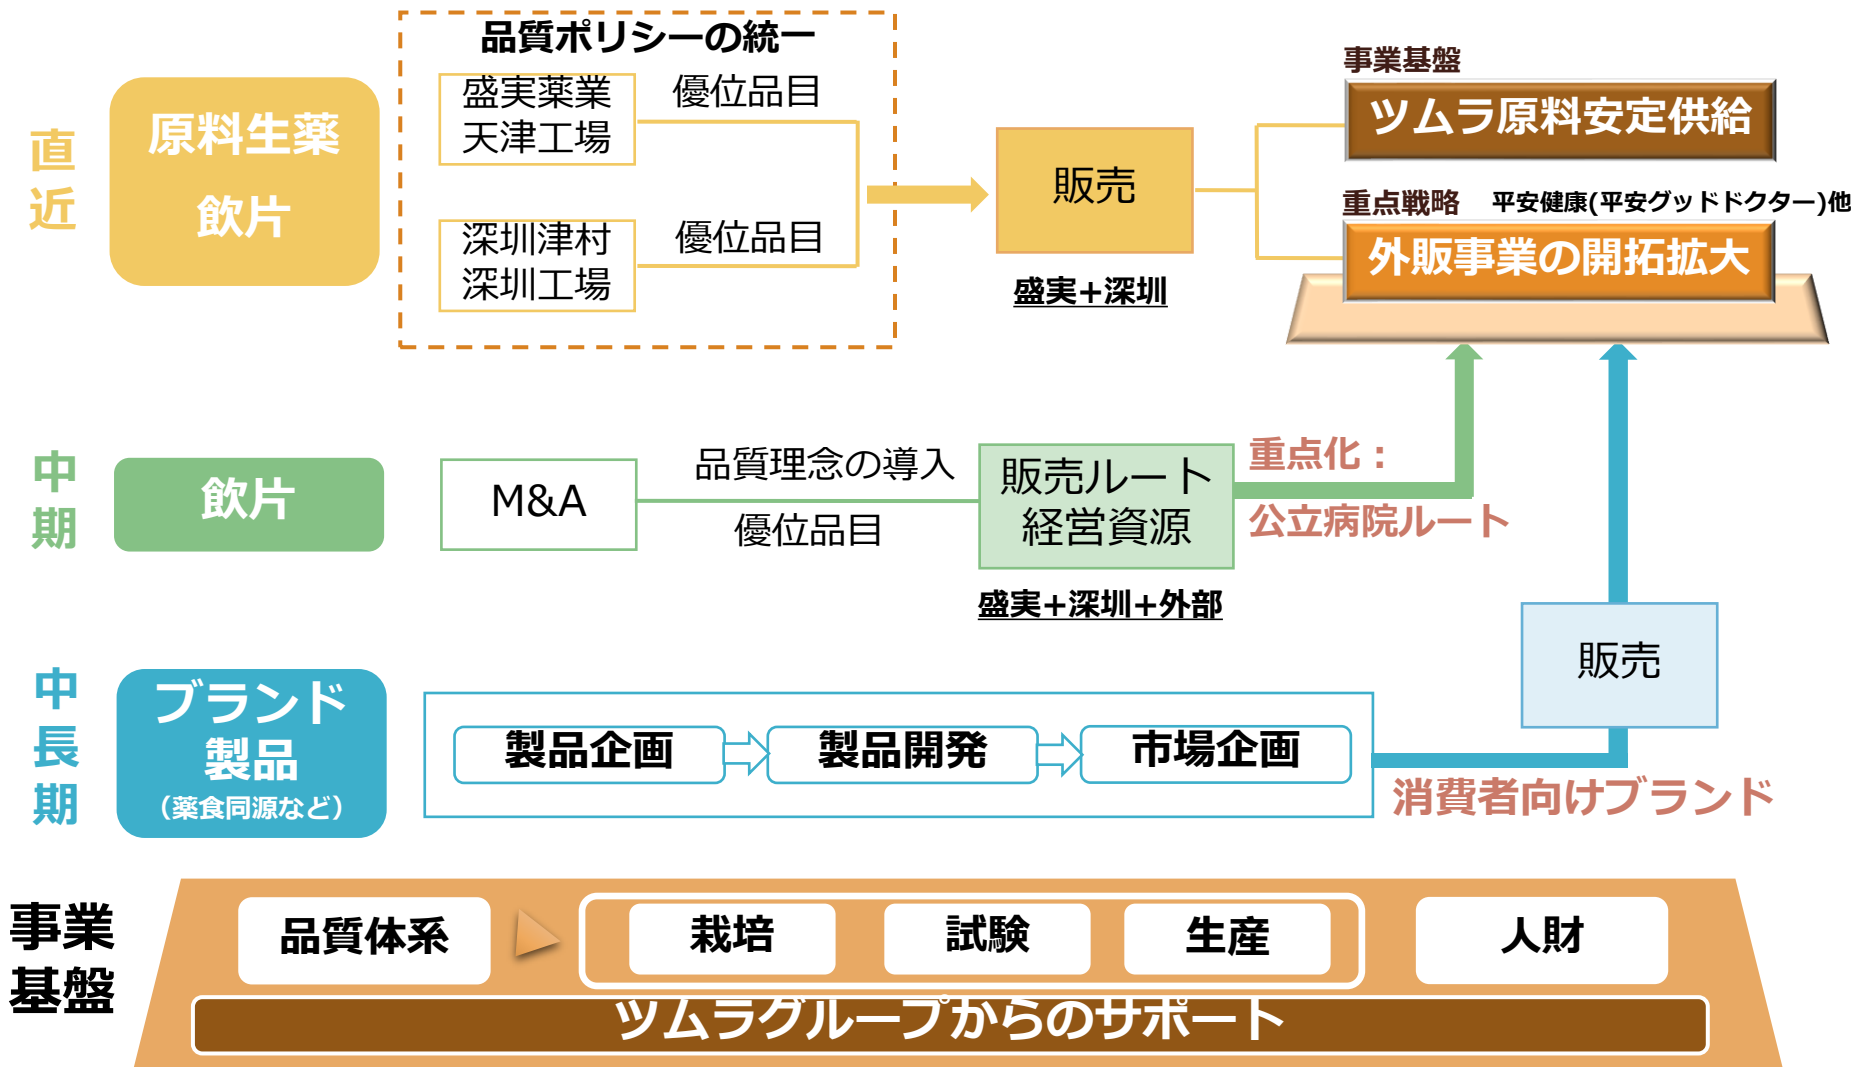 品質ポリシーの統一
直近
原料生薬
飲片
盛実薬業
天津工場
優位品目
深圳津村
深圳工場
優位品目
販売
盛実+深圳
事業基盤
ツムラ原料安定供給
重点戦略
平安健康(平安グッドドクター)他
外販事業の開拓拡大
中期
飲片
M&A
品質理念の導入
優位品目
販売ルート
経営資源
盛実+深圳+外部
重点化：
公立病院ルート
中長期
ブランド
製品
（薬食同源など）
製品企画
製品開発
市場企画
販売
消費者向けブランド
事業
基盤
品質体系
栽培
試験
生産
人財
ツムラグループからのサポート